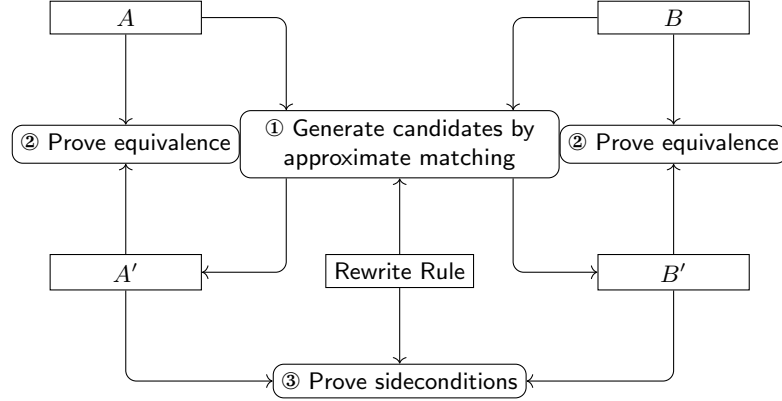 A
B
① Generate candidates by
approximate matching
② Prove equivalence
② Prove equivalence
A′
Rewrite Rule
B′
③ Prove sideconditions